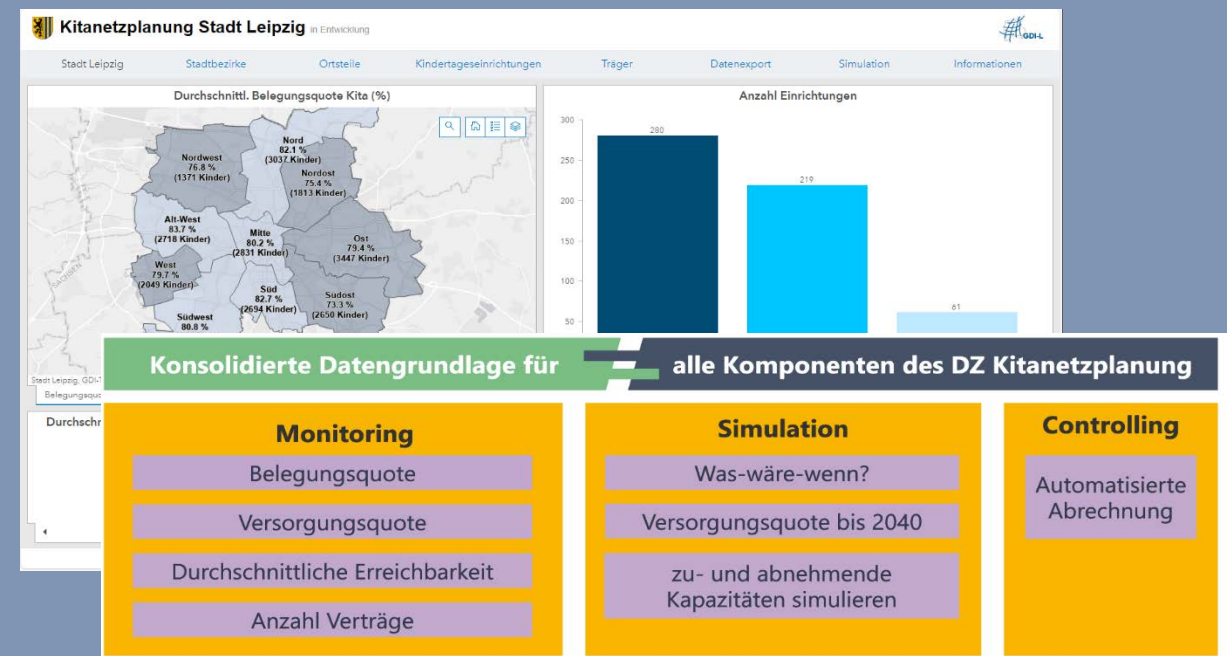 Kitanetzplanung Stadt Leipzig in Entwicklung
GDI-L
Stadt Leipzig
Stadtbezirke
Ortsteile
Kindertageseinrichtungen
Träger
Datenexport
Simulation
Informationen
Durchschnittl. Belegungsquote Kita (%)
Nord
82.1 %
(3037 Kinder)
Nordwest
76.8 %
(1371 Kinder)
Nordost
75.4 %
(1813 Kinder)
Alt-West
83.7 %
(2718 Kinder)
Mitte
80.2 %
(2831 Kinder)
Ost
79.4 %
(3447 Kinder)
West
79.7 %
(2049 Kinder)
Süd
82.7 %
(2694 Kinder)
Südost
73.3 %
(2650 Kinder)
Südwest
80.8 %
SACHSEN
Stadt Leipzig, GDI-
Belegungsquo
Durchschn
Anzahl Einrichtungen
300
250
200
150
100
50
280
219
61
Konsolidierte Datengrundlage für
alle Komponenten des DZ Kitanetzplanung
Monitoring
Belegungsquote
Versorgungsquote
Durchschnittliche Erreichbarkeit
Anzahl Verträge
Simulation
Was-wäre-wenn?
Versorgungsquote bis 2040
zu- und abnehmende
Kapazitäten simulieren
Controlling
Automatisierte
Abrechnung